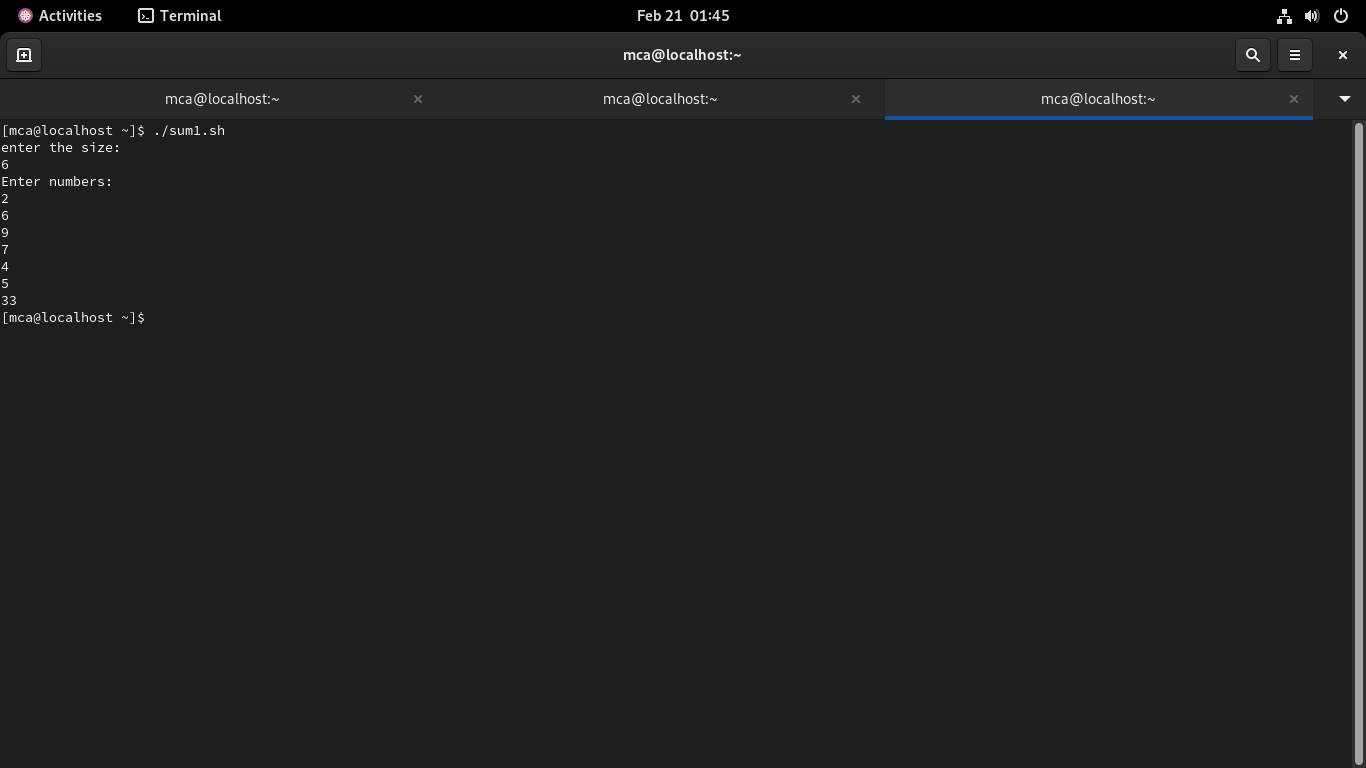 Activities Terminal Feb 21 01:45
mca@localhost:~
mca@localhost:~ mca@localhost:~ mca@localhost:~
[mca@localhost ~]$ ./sum1.sh
enter the size:
6
Enter numbers:
2
6
9
7
4
5
33
[mca@localhost ~]$